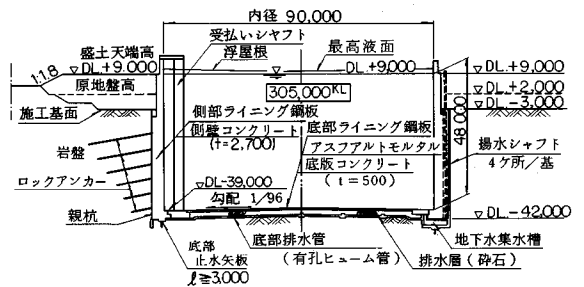 内径 90,000
受払いシャフト
盛土天端高
浮屋根
最高液面
▽DL.+9,000
DL.+9,000
▽DL.+9,000
1:1.8
原地盤高
305,000KL
▽DL.+2,000
▽DL.-3,000
施工基面
側部ライニング鋼板
側壁コンクリート
(t=2,700)
底部ライニング鋼板
アスファルトモルタル
底版コンクリート
(t=500)
48,000
揚水シャフト
4ケ所/基
岩盤
ロックアンカー
▽DL-39,000
勾配 1/96
親杭
▽DL.-42,000
底部
止水矢板
ℓ≧3,000
底部排水管
(有孔ヒューム管)
地下水集水槽
排水層(砕石)